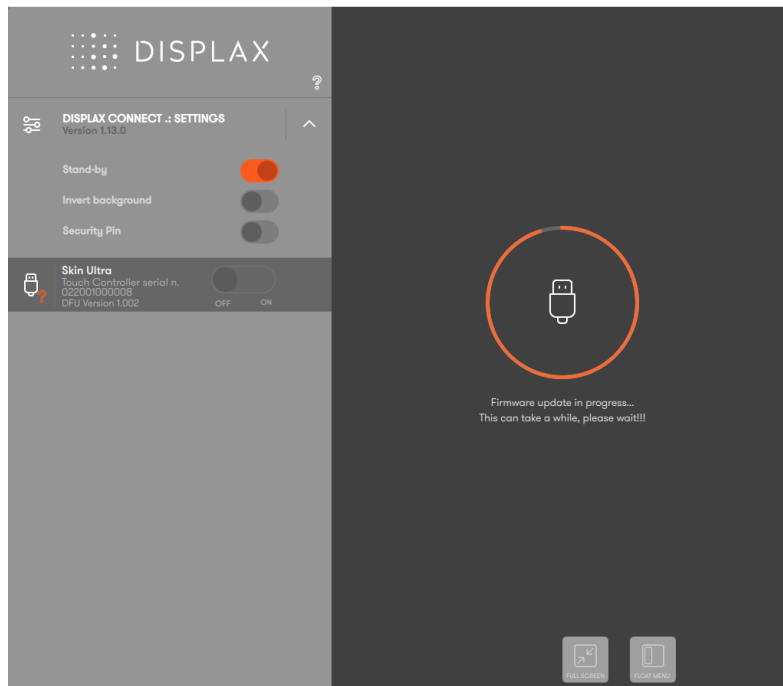 DISPLAX
?
DISPLAX CONNECT .: SETTINGS
Version 1.13.0
Stand-by
Invert background
Security Pin
Skin Ultra
Touch Controller serial n.
022001000008
DFU Version 1.002
?
OFF ON
Firmware update in progress...
This can take a while, please wait!!!
FULL SCREEN
FLOAT MENU